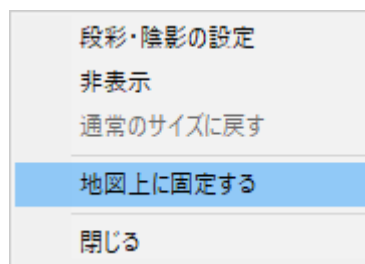 段彩・陰影の設定
非表示
通常のサイズに戻す
地図上に固定する
閉じる